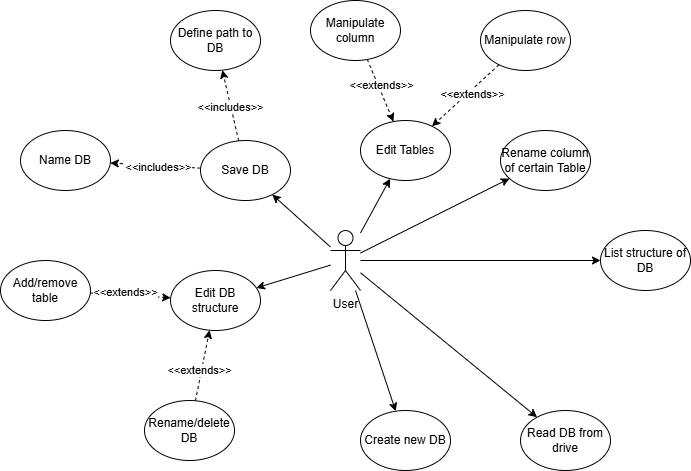 Define path to
DB
Manipulate
column
Manipulate row
<<extends>>
<<extends>>
<<includes>>
Edit Tables
Rename column
of certain Table
Name DB
<<includes>>
Save DB
List structure of
DB
Add/remove
table
<<extends>>
Edit DB
structure
User
<<extends>>
Rename/delete
DB
Create new DB
Read DB from
drive